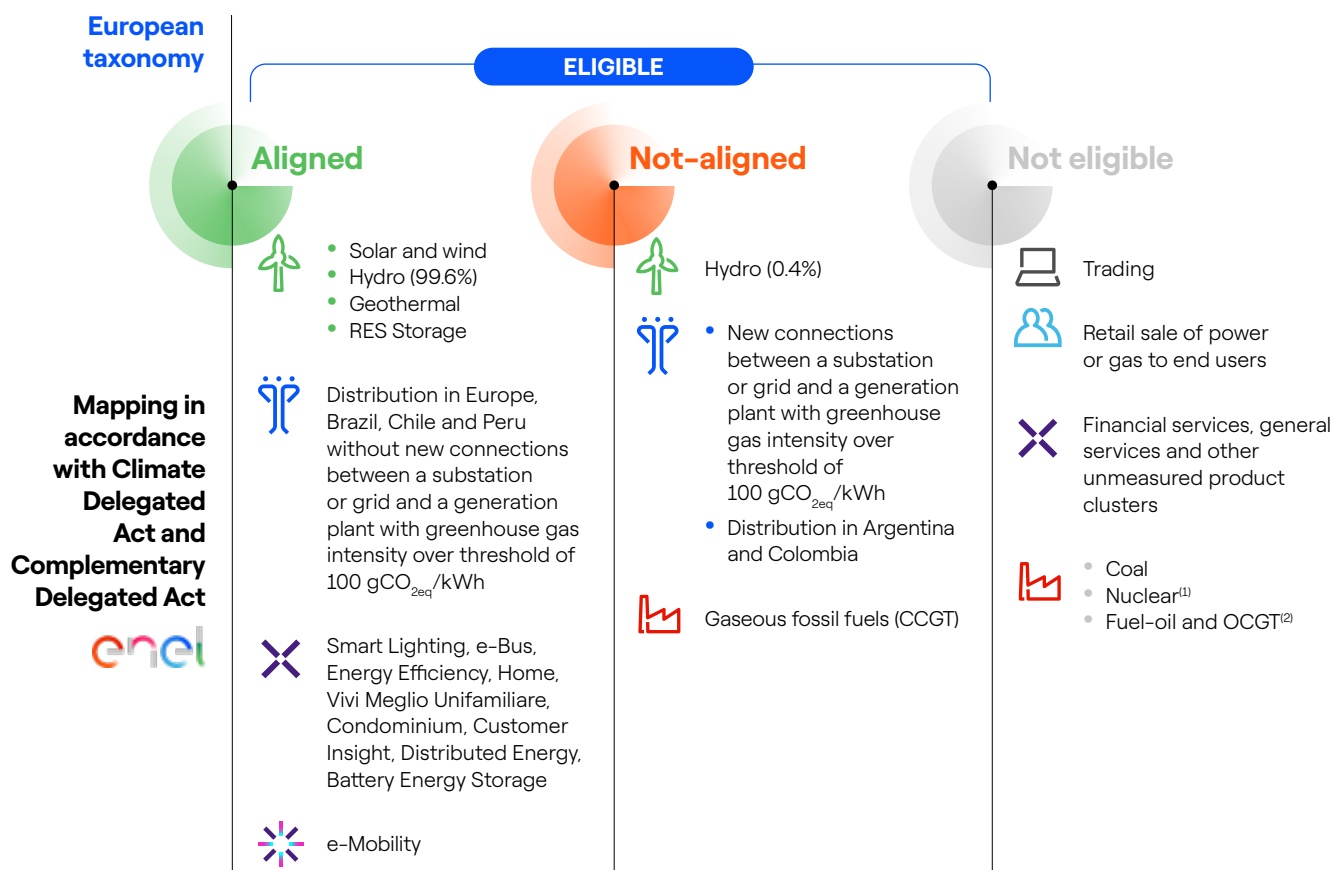 European
taxonomy
ELIGIBLE
Aligned
Not-aligned
Not eligible
Mapping in
accordance
with Climate
Delegated
Act and
Complementary
Delegated Act
enel
• Solar and wind
• Hydro (99.6%)
• Geothermal
• RES Storage
Distribution in Europe,
Brazil, Chile and Peru
without new connections
between a substation
or grid and a generation
plant with greenhouse gas
intensity over threshold of
100 gCO2eq/kWh
Smart Lighting, e-Bus,
Energy Efficiency, Home,
Vivi Meglio Unifamiliare,
Condominium, Customer
Insight, Distributed Energy,
Battery Energy Storage
e-Mobility
Hydro (0.4%)
• New connections
between a substation
or grid and a generation
plant with greenhouse
gas intensity over
threshold of
100 gCO2eq/kWh
• Distribution in Argentina
and Colombia
Gaseous fossil fuels (CCGT)
Trading
Retail sale of power
or gas to end users
Financial services, general
services and other
unmeasured product
clusters
• Coal
• Nuclear(1)
• Fuel-oil and OCGT(2)